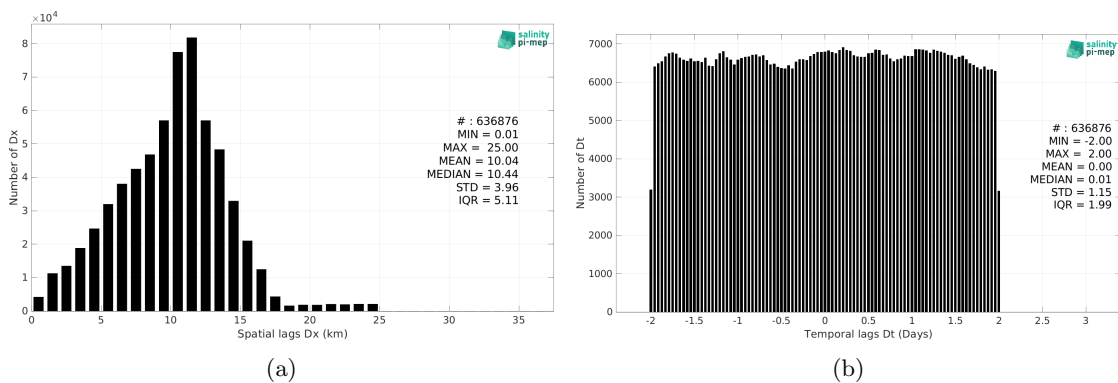 ×10⁴
8
7
6
5
4
3
2
1
0
Number of Dx
0 5 10 15 20 25 30 35
Spatial lags Dx (km)
salinity
pi-mep
# : 636876
MIN = 0.01
MAX = 25.00
MEAN = 10.04
MEDIAN = 10.44
STD = 3.96
IQR = 5.11
(a)
7000
6000
5000
4000
3000
2000
1000
0
Number of Dt
-2 -1.5 -1 -0.5 0 0.5 1 1.5 2 2.5 3
Temporal lags Dt (Days)
salinity
pi-mep
# : 636876
MIN = -2.00
MAX = 2.00
MEAN = 0.00
MEDIAN = 0.01
STD = 1.15
IQR = 1.99
(b)